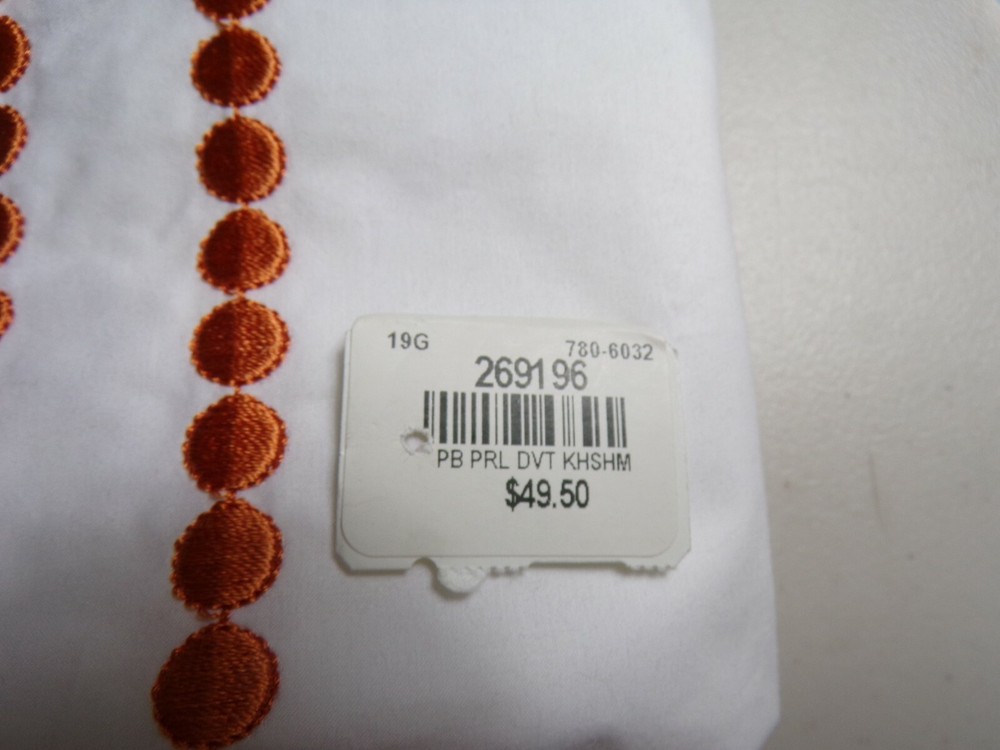 19G 780-6032
269196
PB PRL DVT KHSHM
$49.50